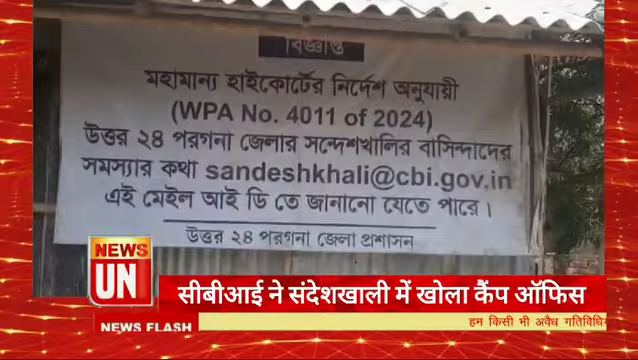 বিজ্ঞপ্তি
মহামান্য হাইকোর্টের নির্দেশ অনুযায়ী
(WPA No. 4011 of 2024)
উত্তর ২৪ পরগনা জেলার সন্দেশখালির বাসিন্দাদের
সমস্যার কথা sandeshkhali@cbi.gov.in
এই মেইল আই ডি তে জানানো যেতে পারে।
উত্তর ২৪ পরগনা জেলা প্রশাসন
NEWS
UN
सीबीआई ने संदेशखाली में खोला कैंप ऑफिस
NEWS FLASH
हम किसी भी अवैध गतिविधि